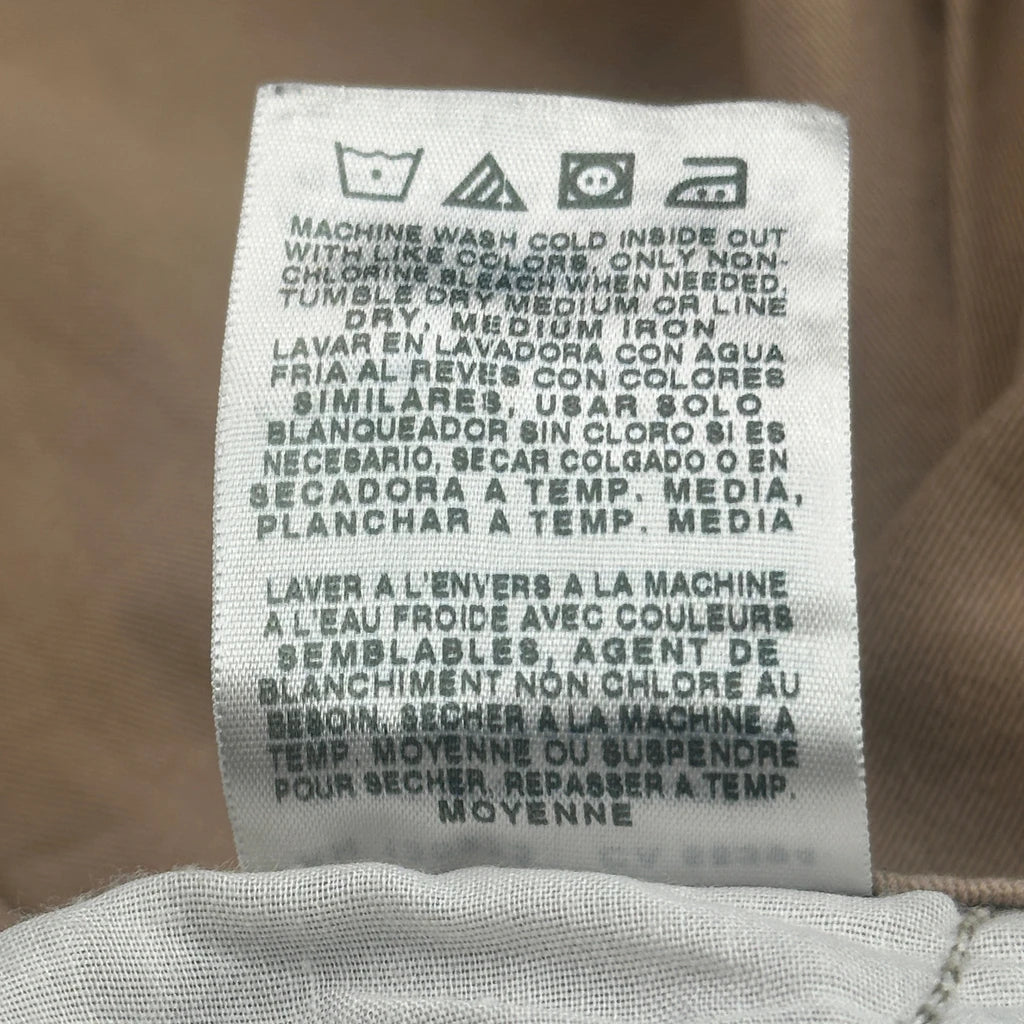 MACHINE WASH COLD INSIDE OUT
WITH LIKE COLORS, ONLY NON-
CHLORINE BLEACH WHEN NEEDED,
TUMBLE DRY MEDIUM OR LINE
DRY, MEDIUM IRON
LAVAR EN LAVADORA CON AGUA
FRIA AL REVES CON COLORES
SIMILARES, USAR SOLO
BLANQUEADOR SIN CLORO SI ES
NECESARIO, SECAR COLGADO O EN
SECADORA A TEMP. MEDIA,
PLANCHAR A TEMP. MEDIA
LAVER A L'ENVERS A LA MACHINE
A L'EAU FROIDE AVEC COULEURS
SEMBLABLES, AGENT DE
BLANCHIMENT NON CHLORE AU
BESOIN, SECHER A LA MACHINE A
TEMP. MOYENNE OU SUSPENDRE
POUR SECHER, REPASSER A TEMP.
MOYENNE
CV